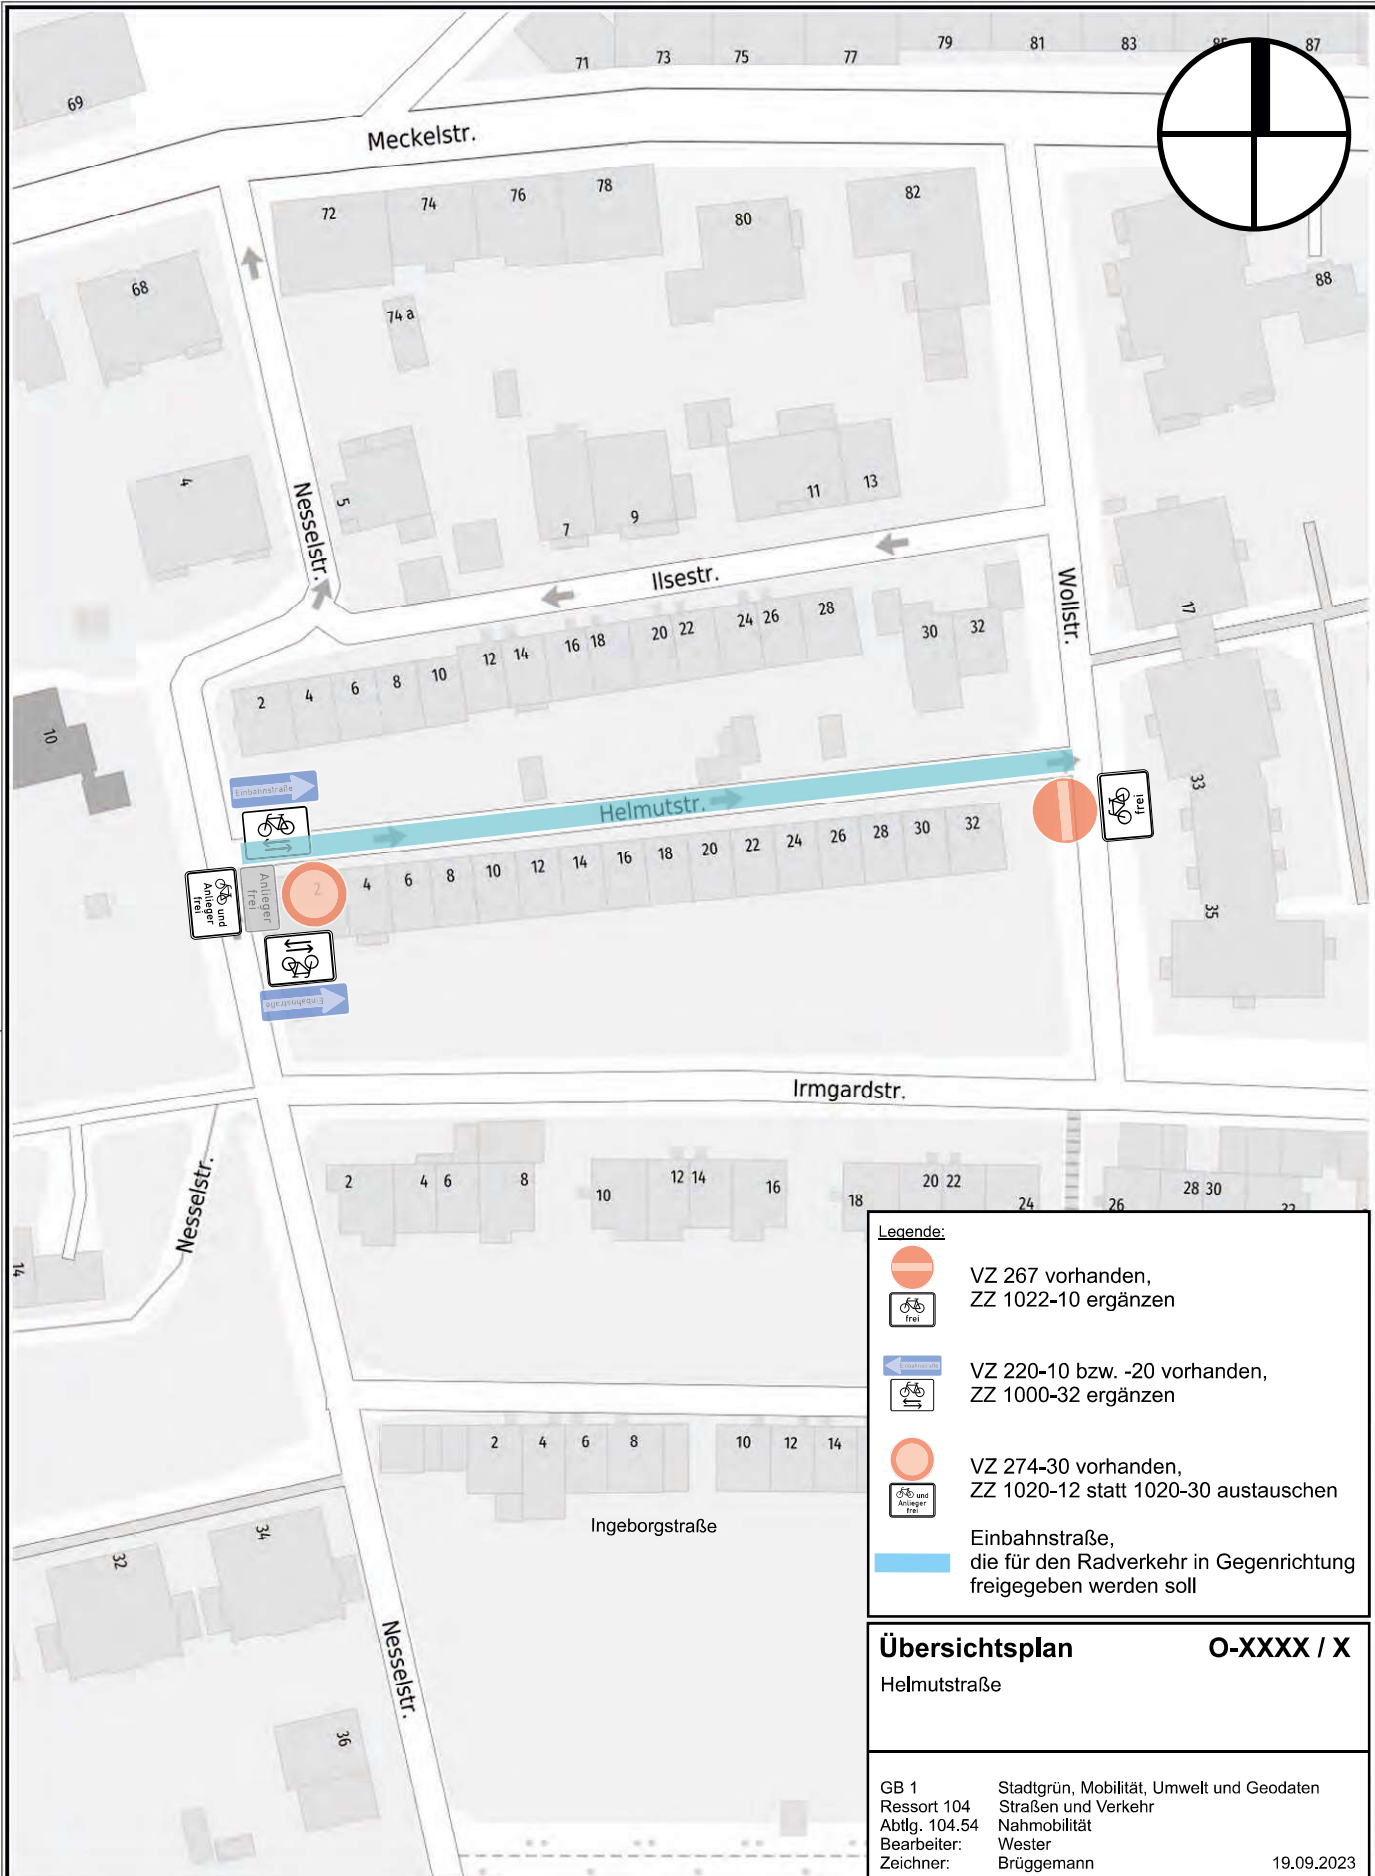 71
73
75
77
79
81
83
85
87
69
Meckelstr.
72
74
76
78
80
82
88
68
74 a
4
Nesselstr.
5
7
9
11
13
Ilsestr.
Wollstr.
17
2
4
6
8
10
12
14
16
18
20
22
24
26
28
30
32
10
Einbahnstraße
Helmutstr.
33
frei
und
Anlieger
frei
Anlieger
frei
2
4
6
8
10
12
14
16
18
20
22
24
26
28
30
32
35
Einbahnstraße
Irmgardstr.
Nesselstr.
14
2
4
6
8
10
12
14
16
18
20
22
24
26
28
30
32
2
4
6
8
10
12
14
Ingeborgstraße
32
34
36
Nesselstr.
Legende:
frei
VZ 267 vorhanden,
ZZ 1022-10 ergänzen
Einbahnstraße
VZ 220-10 bzw. -20 vorhanden,
ZZ 1000-32 ergänzen
und
Anlieger
frei
VZ 274-30 vorhanden,
ZZ 1020-12 statt 1020-30 austauschen
Einbahnstraße,
die für den Radverkehr in Gegenrichtung
freigegeben werden soll
Übersichtsplan O-XXXX / X
Helmutstraße
GB 1 Stadtgrün, Mobilität, Umwelt und Geodaten
Ressort 104 Straßen und Verkehr
Abtlg. 104.54 Nahmobilität
Bearbeiter: Wester
Zeichner: Brüggemann 19.09.2023